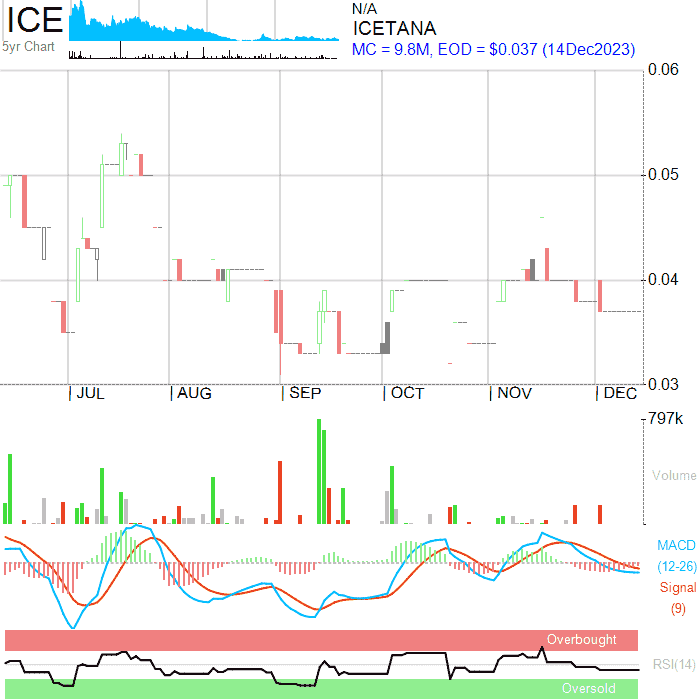 ICE
5yr Chart
N/A
ICETANA
MC = 9.8M, EOD = $0.037 (14Dec2023)
0.06
0.05
0.04
0.03
JUL AUG SEP OCT NOV DEC
797k
Volume
MACD
(12-26)
Signal
(9)
Overbought
RSI(14)
Oversold